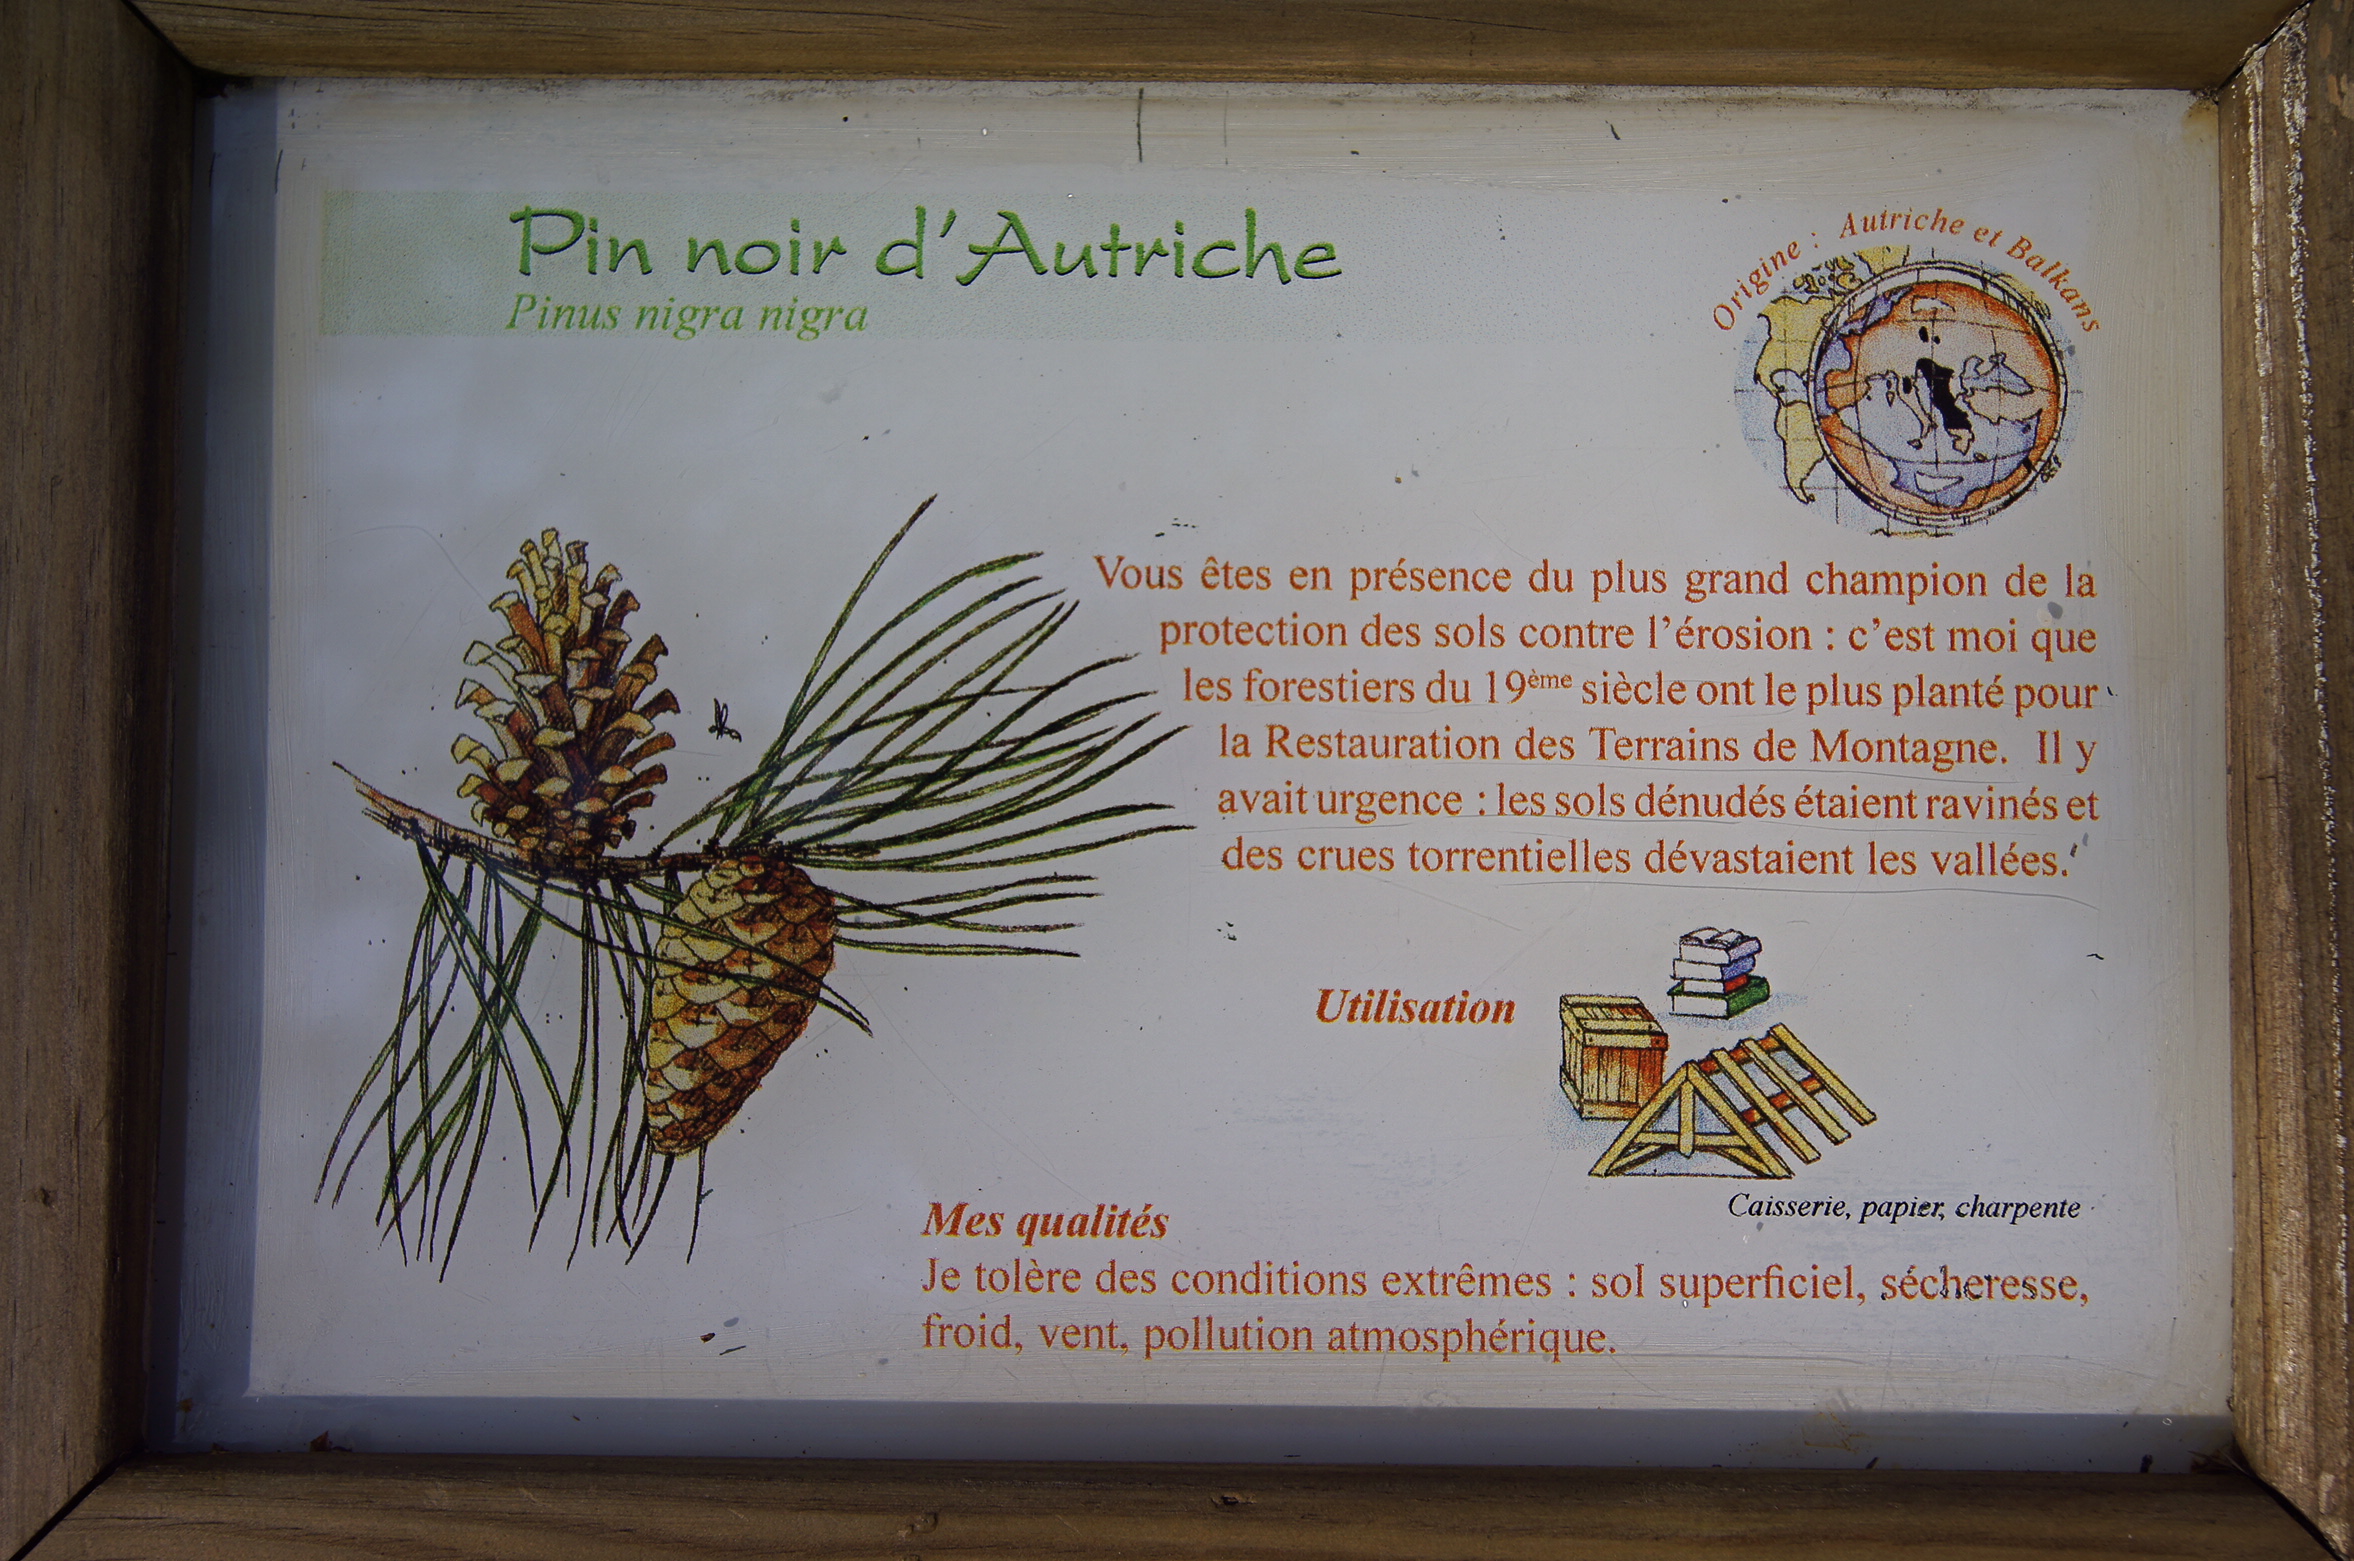 Pin noir d'Autriche
Pinus nigra nigra
Origine : Autriche et Balkans
Vous êtes en présence du plus grand champion de la
protection des sols contre l'érosion : c'est moi que
les forestiers du 19ème siècle ont le plus planté pour
la Restauration des Terrains de Montagne. Il y
avait urgence : les sols dénudés étaient ravinés et
des crues torrentielles dévastaient les vallées.
Utilisation
Caisserie, papier, charpente
Mes qualités
Je tolère des conditions extrêmes : sol superficiel, sécheresse,
froid, vent, pollution atmosphérique.